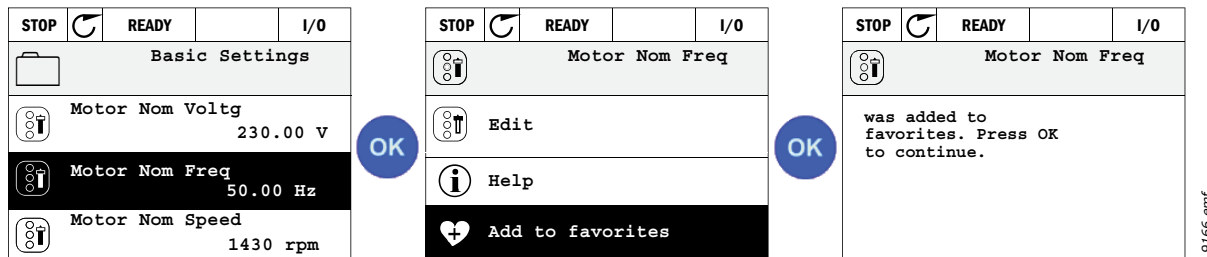 STOP READY I/O
Basic Settings
Motor Nom Voltg
230.00 V
Motor Nom Freq
50.00 Hz
Motor Nom Speed
1430 rpm
OK
STOP READY I/O
Motor Nom Freq
Edit
Help
Add to favorites
OK
STOP READY I/O
Motor Nom Freq
was added to
favorites. Press OK
to continue.
9166.emf